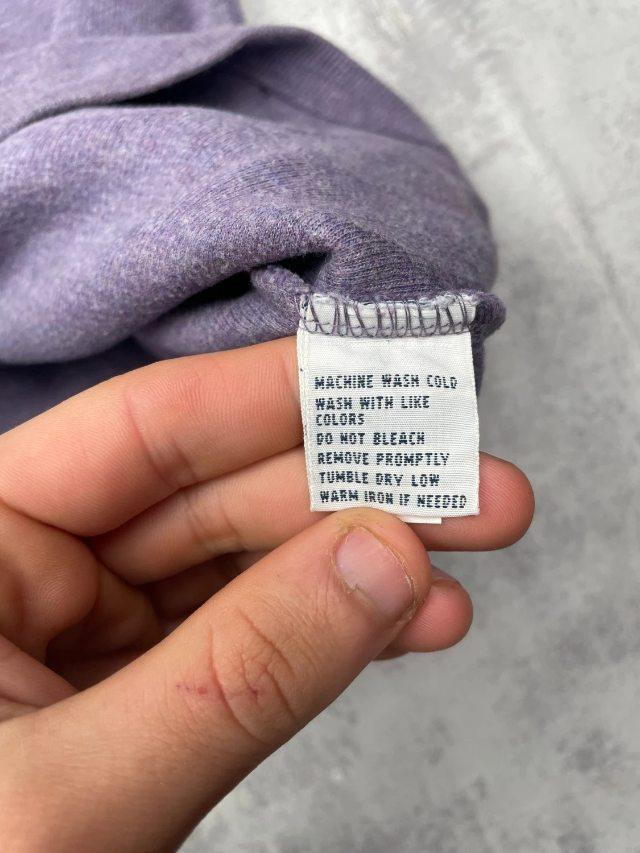 MACHINE WASH COLD
WASH WITH LIKE
COLORS
DO NOT BLEACH
REMOVE PROMPTLY
TUMBLE DRY LOW
WARM IRON IF NEEDED